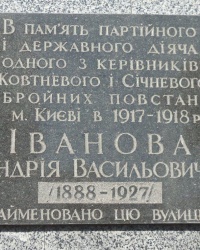 В ПАМ'ЯТЬ ПАРТІЙНОГО
І ДЕРЖАВНОГО ДІЯЧА
ОДНОГО З КЕРІВНИКІВ
ЖОВТНЕВОГО І СІЧНЕВОГО
БРОЙНИХ ПОВСТАН
М. КИЄВІ В 1917-1918 Р
ІВАНОВА
НДРІЯ ВАСИЛЬОВИЧ
/1888-1927/
АЙМЕНОВАНО ЦЮ ВУЛИЦ